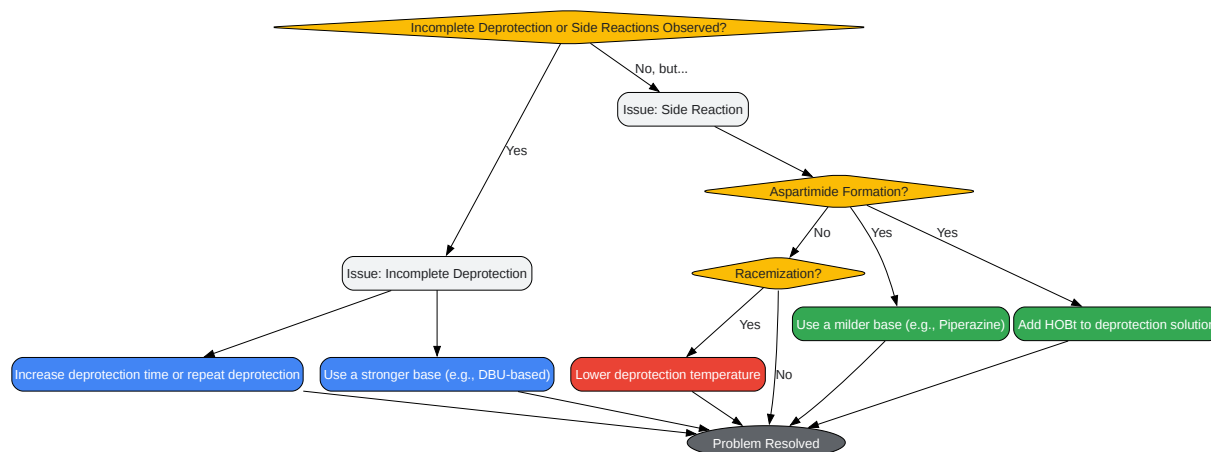 Incomplete Deprotection or Side Reactions Observed?
No, but...
Issue: Side Reaction
Yes
Aspartimide Formation?
No
Yes
Yes
Issue: Incomplete Deprotection
Racemization?
Yes
Use a milder base (e.g., Piperazine)
Add HOBt to deprotection solution
Increase deprotection time or repeat deprotection
Use a stronger base (e.g., DBU-based)
Lower deprotection temperature
No
Problem Resolved